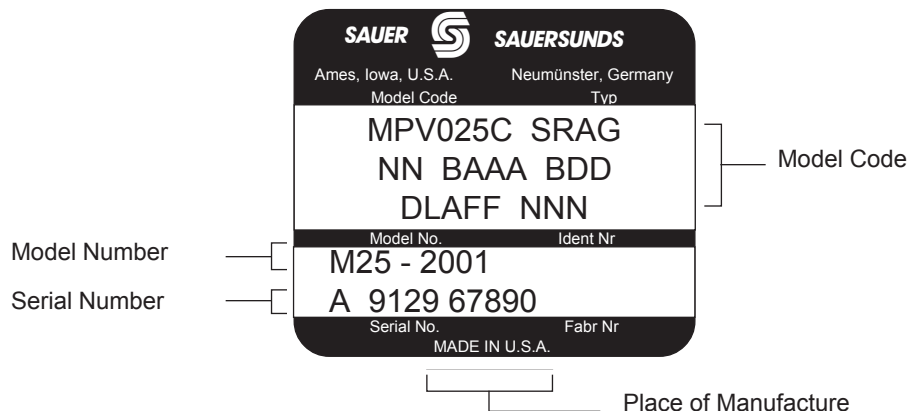 SAUER SAUERSUNDS
Ames, Iowa, U.S.A. Neumünster, Germany
Model Code Typ
MPV025C SRAG
NN BAAA BDD
DLAFF NNN
Model Code
Model No. Ident Nr
Model Number
M25 - 2001
Serial Number
A 9129 67890
Serial No. Fabr Nr
MADE IN U.S.A.
Place of Manufacture